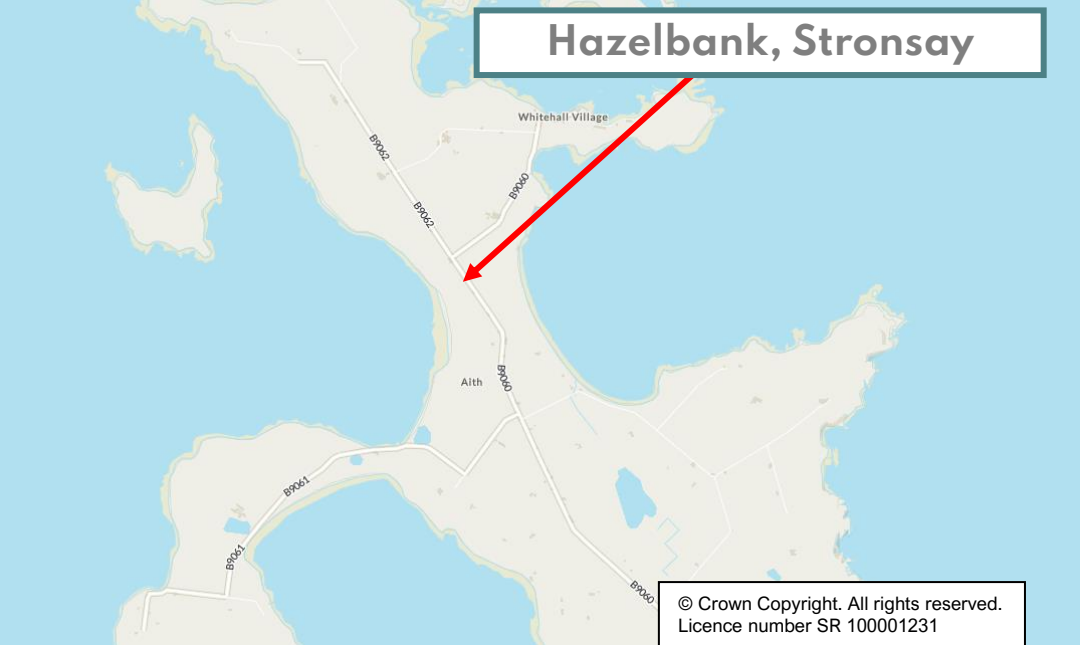 Hazelbank, Stronsay
Whitehall Village
B9062
B9060
B9062
Aith
B9060
B9061
B9061
B9060
© Crown Copyright. All rights reserved.
Licence number SR 100001231